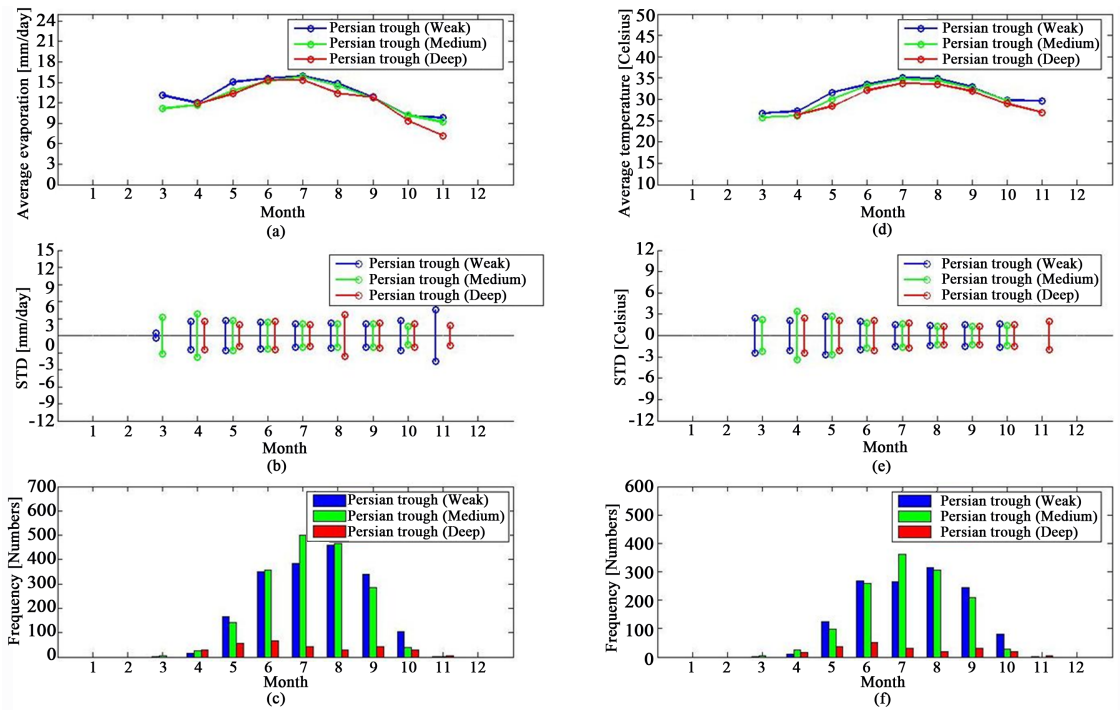 Average evaporation [mm/day]
24
21
18
15
12
9
6
3
0
Persian trough (Weak)
Persian trough (Medium)
Persian trough (Deep)
1 2 3 4 5 6 7 8 9 10 11 12
Month
(a)
Average temperature [Celsius]
50
45
40
35
30
25
20
15
10
Persian trough (Weak)
Persian trough (Medium)
Persian trough (Deep)
1 2 3 4 5 6 7 8 9 10 11 12
Month
(d)
STD [mm/day]
15
12
9
6
3
0
-3
-6
-9
-12
Persian trough (Weak)
Persian trough (Medium)
Persian trough (Deep)
1 2 3 4 5 6 7 8 9 10 11 12
Month
(b)
STD [Celsius]
12
9
6
3
0
-3
-6
-9
-12
Persian trough (Weak)
Persian trough (Medium)
Persian trough (Deep)
1 2 3 4 5 6 7 8 9 10 11 12
Month
(e)
Frequency [Numbers]
700
600
500
400
300
200
100
0
Persian trough (Weak)
Persian trough (Medium)
Persian trough (Deep)
1 2 3 4 5 6 7 8 9 10 11 12
Month
(c)
Frequency [Numbers]
600
500
400
300
200
100
0
Persian trough (Weak)
Persian trough (Medium)
Persian trough (Deep)
1 2 3 4 5 6 7 8 9 10 11 12
Month
(f)